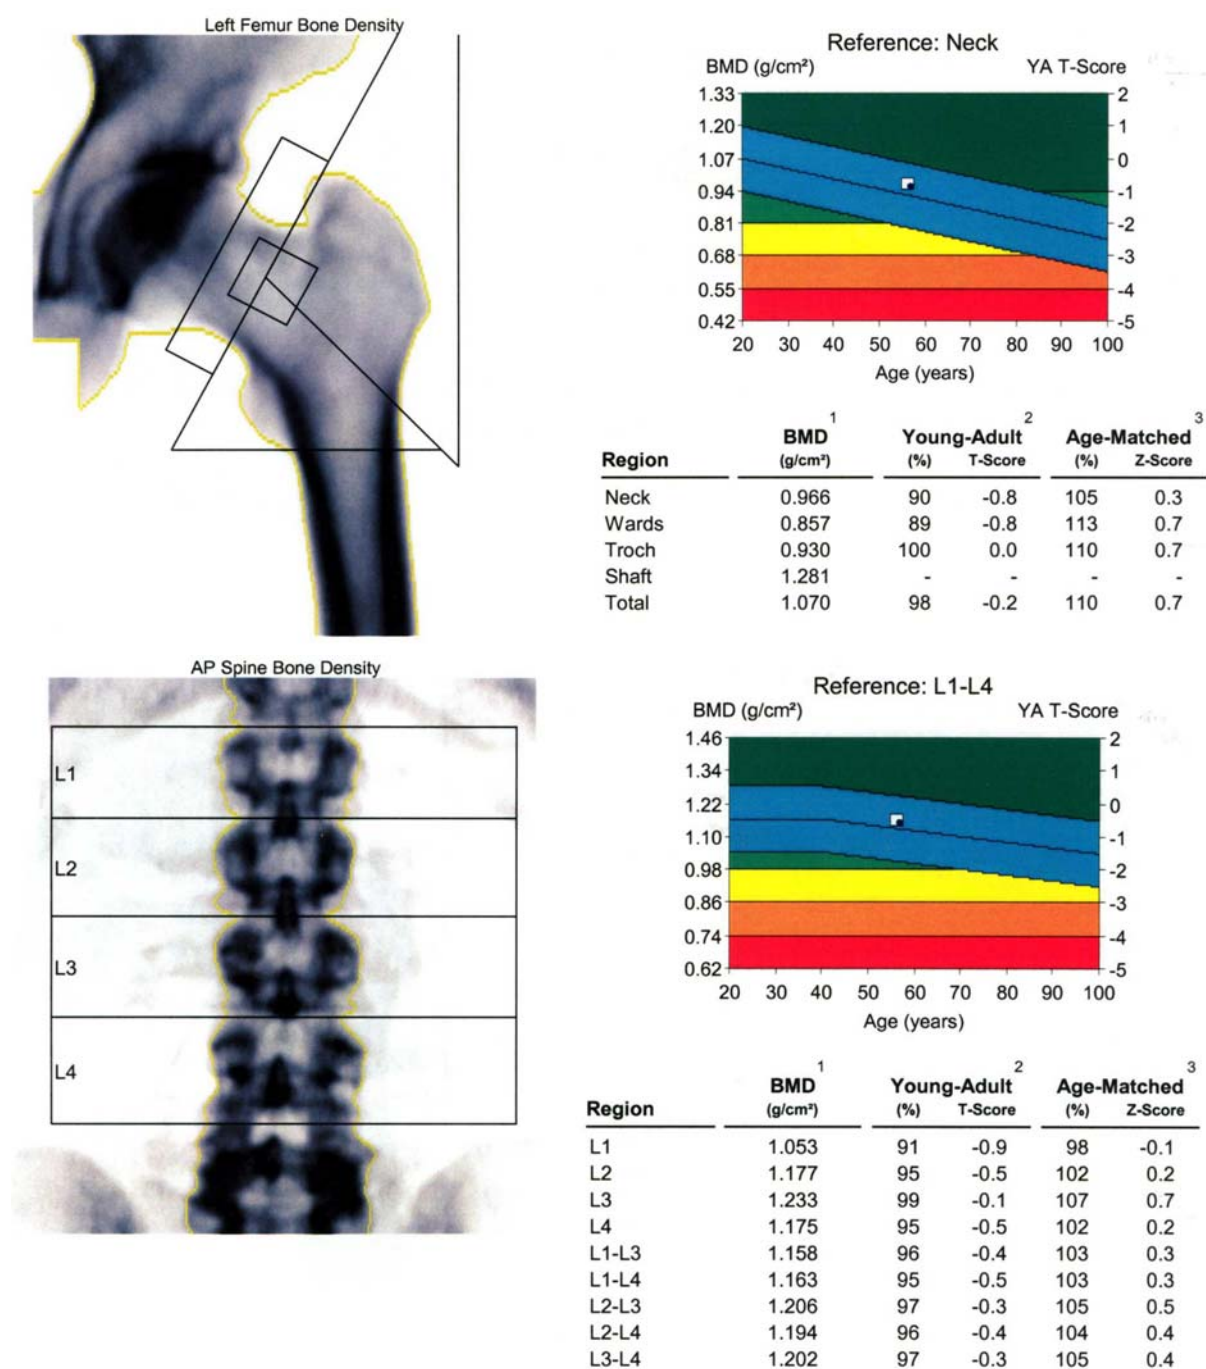 Left Femur Bone Density
Reference: Neck
BMD (g/cm²) YA T-Score
1.33 2
1.20 1
1.07 0
0.94 -1
0.81 -2
0.68 -3
0.55 -4
0.42 -5
20 30 40 50 60 70 80 90 100
Age (years)
1 2 3
BMD Young-Adult Age-Matched
Region (g/cm²) (%) T-Score (%) Z-Score
Neck 0.966 90 -0.8 105 0.3
Wards 0.857 89 -0.8 113 0.7
Troch 0.930 100 0.0 110 0.7
Shaft 1.281 - - - -
Total 1.070 98 -0.2 110 0.7
AP Spine Bone Density
L1
L2
L3
L4
Reference: L1-L4
BMD (g/cm²) YA T-Score
1.46 2
1.34 1
1.22 0
1.10 -1
0.98 -2
0.86 -3
0.74 -4
0.62 -5
20 30 40 50 60 70 80 90 100
Age (years)
1 2 3
BMD Young-Adult Age-Matched
Region (g/cm²) (%) T-Score (%) Z-Score
L1 1.053 91 -0.9 98 -0.1
L2 1.177 95 -0.5 102 0.2
L3 1.233 99 -0.1 107 0.7
L4 1.175 95 -0.5 102 0.2
L1-L3 1.158 96 -0.4 103 0.3
L1-L4 1.163 95 -0.5 103 0.3
L2-L3 1.206 97 -0.3 105 0.5
L2-L4 1.194 96 -0.4 104 0.4
L3-L4 1.202 97 -0.3 105 0.4